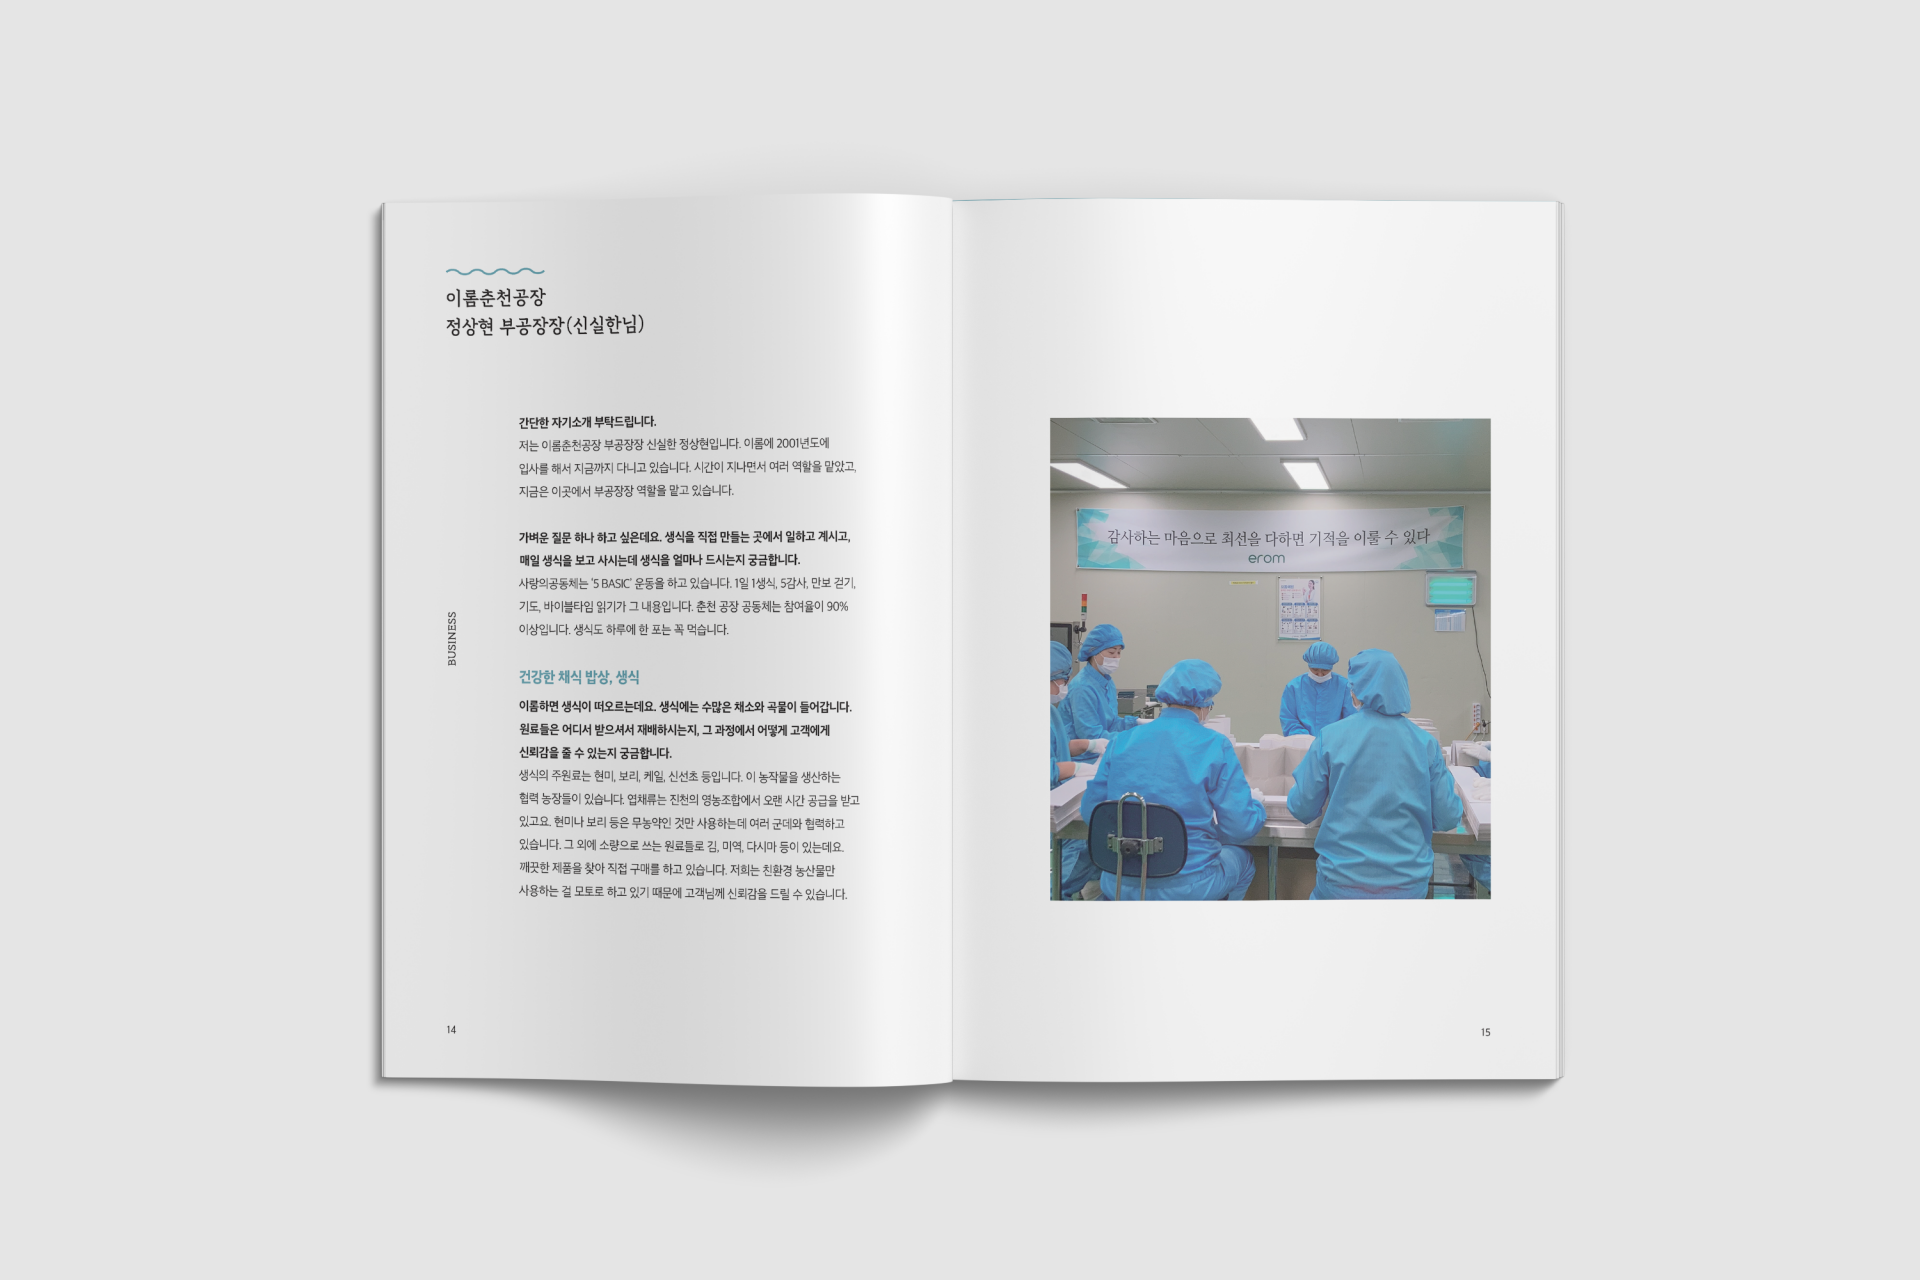 이롬춘천공장
정상현 부공장장(신실한님)
간단한 자기소개 부탁드립니다.
저는 이롬춘천공장 부공장장 신실한 정상현입니다. 이롬에 2001년도에
입사를 해서 지금까지 다니고 있습니다. 시간이 지나면서 여러 역할을 맡았고,
지금은 이곳에서 부공장장 역할을 맡고 있습니다.
가벼운 질문 하나 하고 싶은데요. 생식을 직접 만들는 곳에서 일하고 계시고,
매일 생식을 보고 사시는데 생식을 얼마나 드시는지 궁금합니다.
사랑의공동체는 '5 BASIC' 운동을 하고 있습니다. 1일 1생식, 5감사, 만보 걷기,
기도, 바이블타임 읽기가 그 내용입니다. 춘천 공장 공동체는 참여율이 90%
이상입니다. 생식도 하루에 한 포는 꼭 먹습니다.
BUSINESS
건강한 채식 밥상, 생식
이롬하면 생식이 떠오르는데요. 생식에는 수많은 채소와 곡물이 들어갑니다.
원료들은 어디서 받으셔서 재배하시는지, 그 과정에서 어떻게 고객에게
신뢰감을 줄 수 있는지 궁금합니다.
생식의 주원료는 현미, 보리, 케일, 신선초 등입니다. 이 농작물을 생산하는
협력 농장들이 있습니다. 엽채류는 진천의 영농조합에서 오랜 시간 공급을 받고
있고요. 현미나 보리 등은 무농약인 것만 사용하는데 여러 군데와 협력하고
있습니다. 그 외에 소량으로 쓰는 원료들로 김, 미역, 다시마 등이 있는데요.
깨끗한 제품을 찾아 직접 구매를 하고 있습니다. 저희는 친환경 농산물만
사용하는 걸 모토로 하고 있기 때문에 고객님께 신뢰감을 드릴 수 있습니다.
14
감사하는 마음으로 최선을 다하면 기적을 이룰 수 있다
erom
15